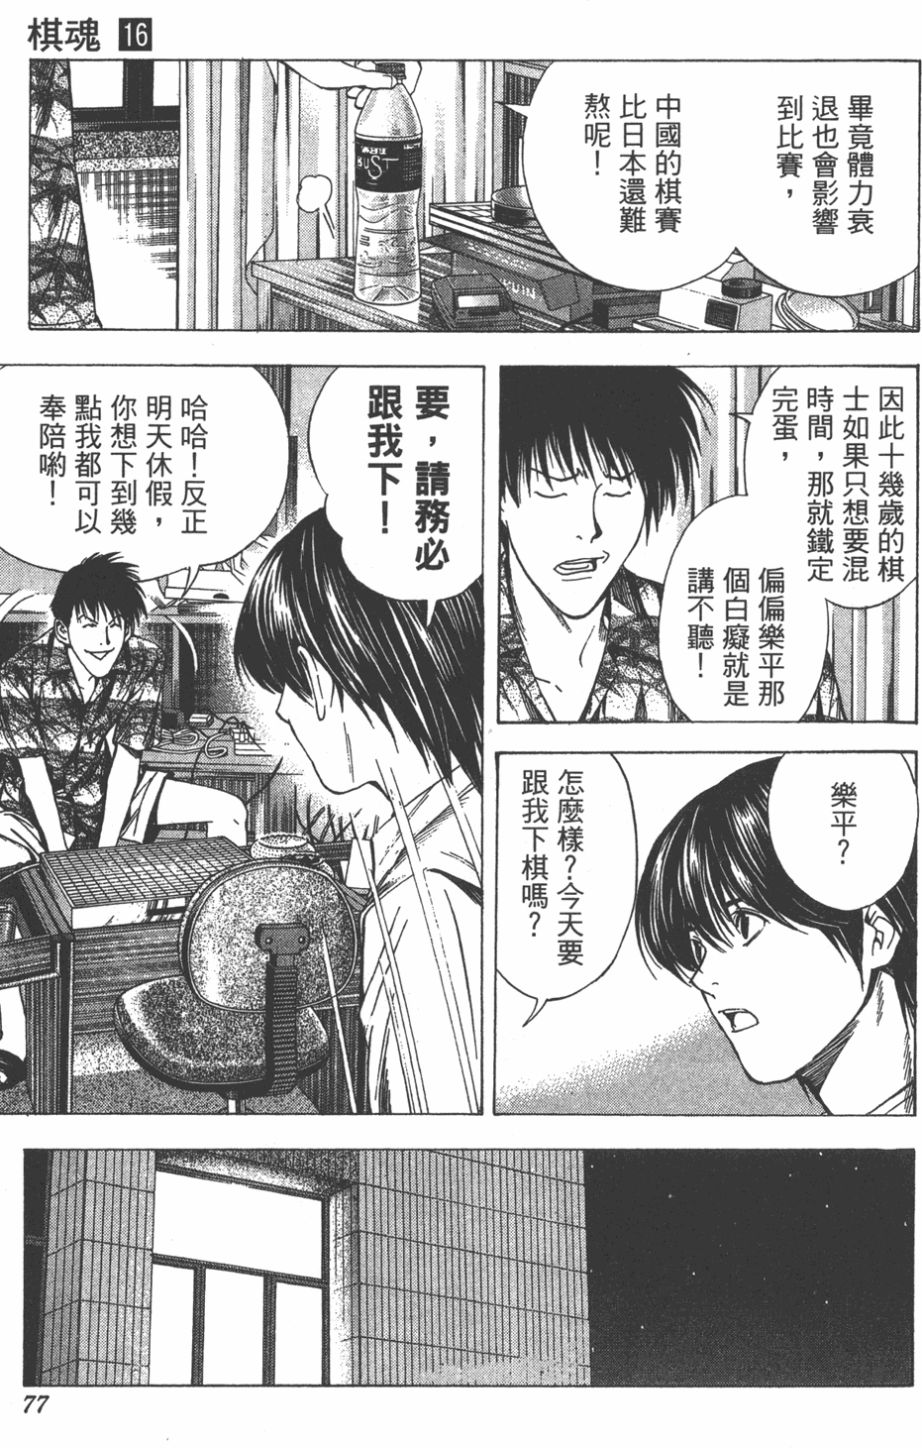 棋魂 16
畢竟體力衰
退也會影響
到比賽，
中國的棋賽
比日本還難
熬呢！
BUST
因此十幾歲的棋
士如果只想要混
時間，那就鐵定
完蛋，
偏偏樂平那
個白癡就是
講不聽！
樂平？
怎麼樣？今天要
跟我下棋嗎？
要，請務必
跟我下！
哈哈！反正
明天休假，
你想下到幾
點我都可以
奉陪喲！
77